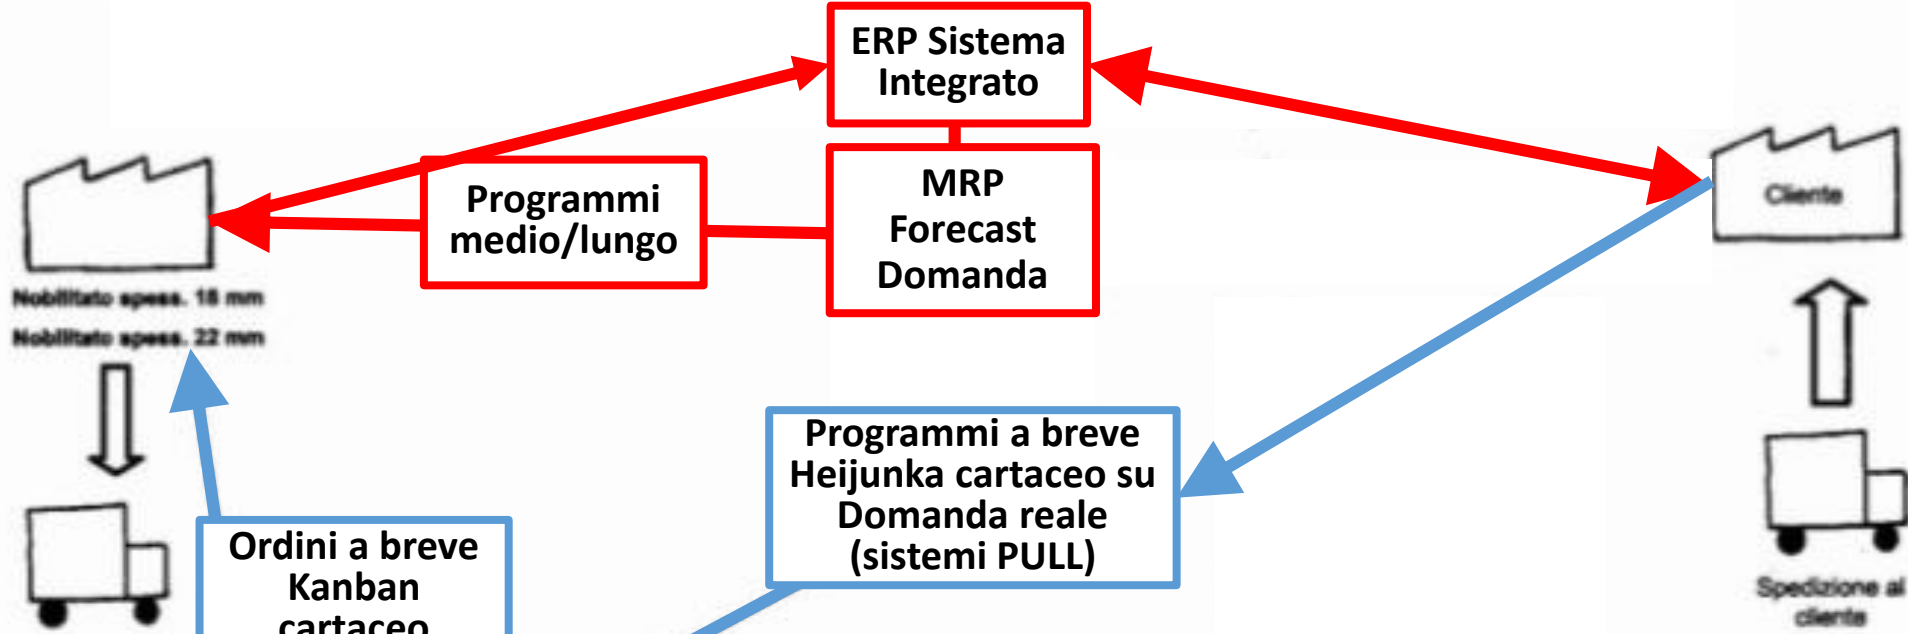 ERP Sistema
Integrato
Programmi
medio/lungo
MRP
Forecast
Domanda
Cliente
Nobilitato spess. 18 mm
Nobilitato spess. 22 mm
Programmi a breve
Heijunka cartaceo su
Domanda reale
(sistemi PULL)
Ordini a breve
Kanban
cartaceo
Spedizione al
cliente